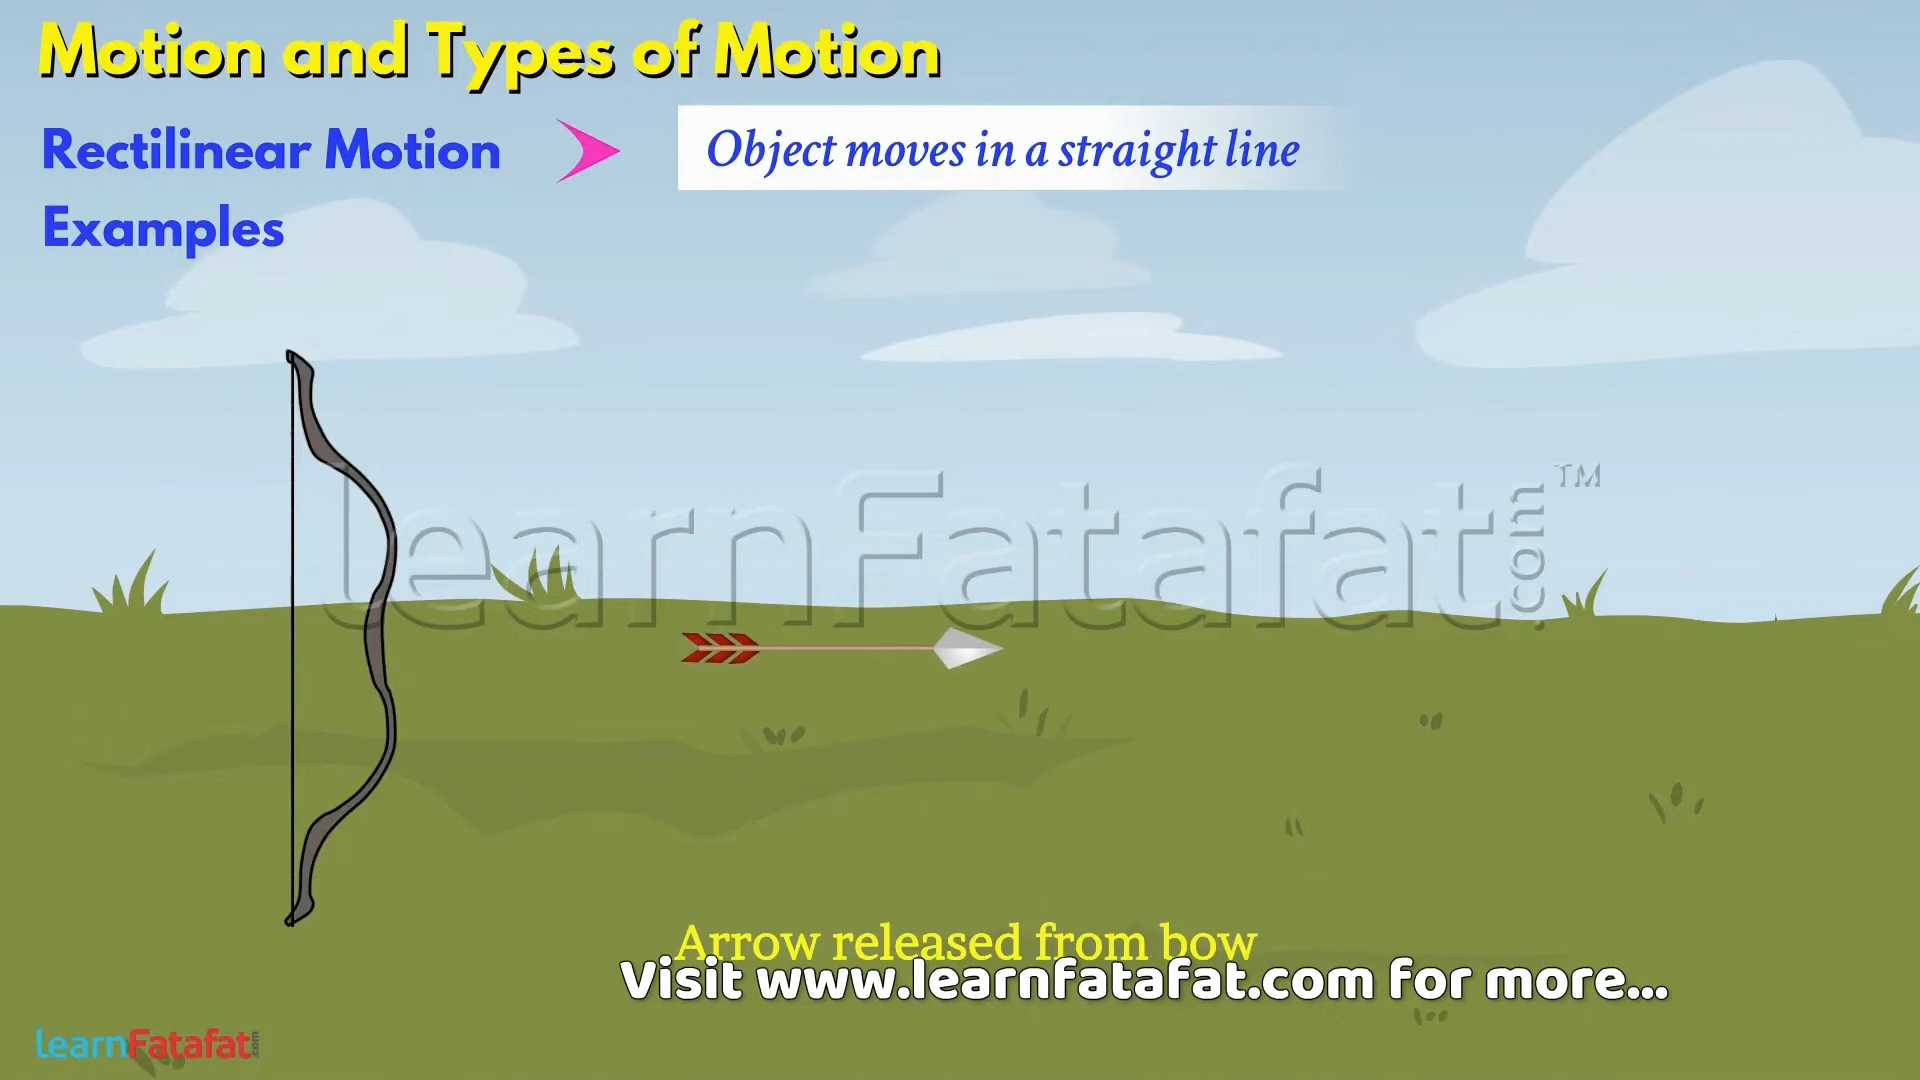 Motion and Types of Motion
Rectilinear Motion
Object moves in a straight line
Examples
learnFatafat.com™
Arrow released from bow
Visit www.learnfatafat.com for more...
learnFatafat.com